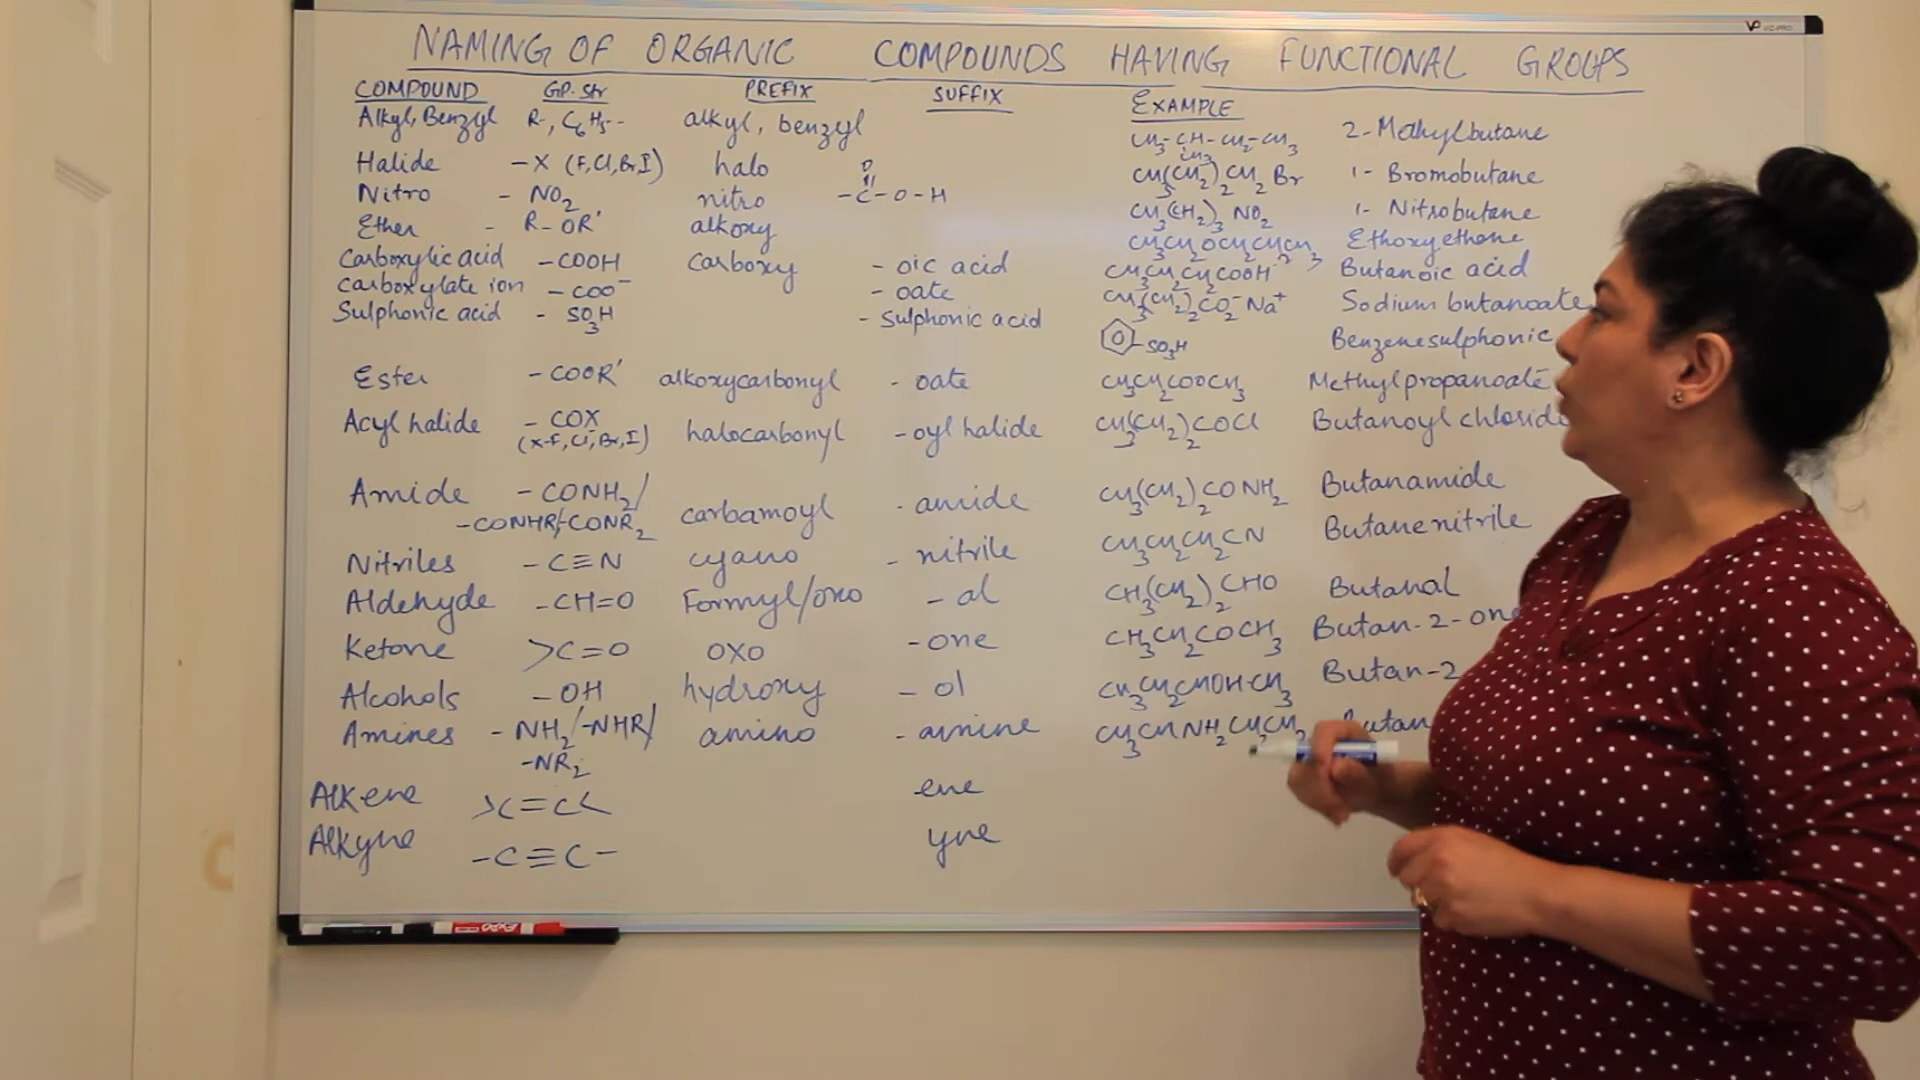 NAMING OF ORGANIC COMPOUNDS HAVING FUNCTIONAL GROUPS
COMPOUND GP. Str PREFIX SUFFIX EXAMPLE
Alkyl, Benzyl R-, C6H5-- alkyl, benzyl CH3-CH-CH2-CH3 2-Methylbutane
CH3
Halide -X (F,Cl,Br,I) halo CH3(CH2)2CH2Br 1-Bromobutane
O
Nitro - NO2 nitro -C-O-H CH3(CH2)3NO2 1-Nitrobutane
Ether - R-OR' alkoxy CH3CH2OCH2CH2CH3
Carboxylic acid -COOH carboxy - oic acid CH3CH2CH2COOH Butanoic acid
Carboxylate ion -COO- - oate CH3(CH2)2CO2-Na+ Sodium butanoate
Sulphonic acid - SO3H - Sulphonic acid SO3H Benzenesulphonic
Ester - COOR' alkoxycarbonyl - oate CH3CH2COOCH3 Methylpropanoate
Acyl halide - COX halocarbonyl -oyl halide CH3(CH2)2COCl Butanoyl chloride
(X-F, Cl, Br, I)
Amide - CONH2/ carbamoyl - amide CH3(CH2)2CONH2 Butanamide
-CONHR/-CONR2
Nitriles -C≡N cyano - nitrile CH3CH2CH2CN Butanenitrile
Aldehyde -CH=O Formyl/oxo - al CH3(CH2)2CHO Butanal
Ketone >C=O oxo -one CH3CH2COCH3 Butan-2-one
Alcohols -OH hydroxy - ol CH3CH2CHOH-CH3 Butan-2
Amines - NH2/-NHR/ amino - amine CH3CHNH2CH2CH3 Butan
-NR2
Alkene >C=C< ene
Alkyne -C≡C- yne
EXPO